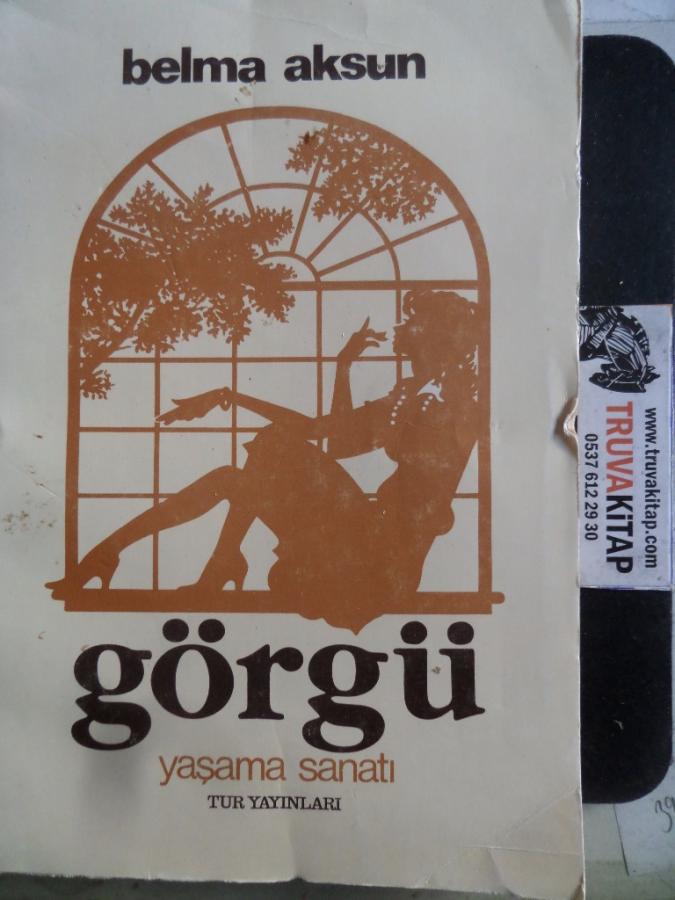 belma aksun
görgü
yaşama sanatı
TUR YAYINLARI
www.truvakitap.com
TRUVAKİTAP
0537 612 29 30